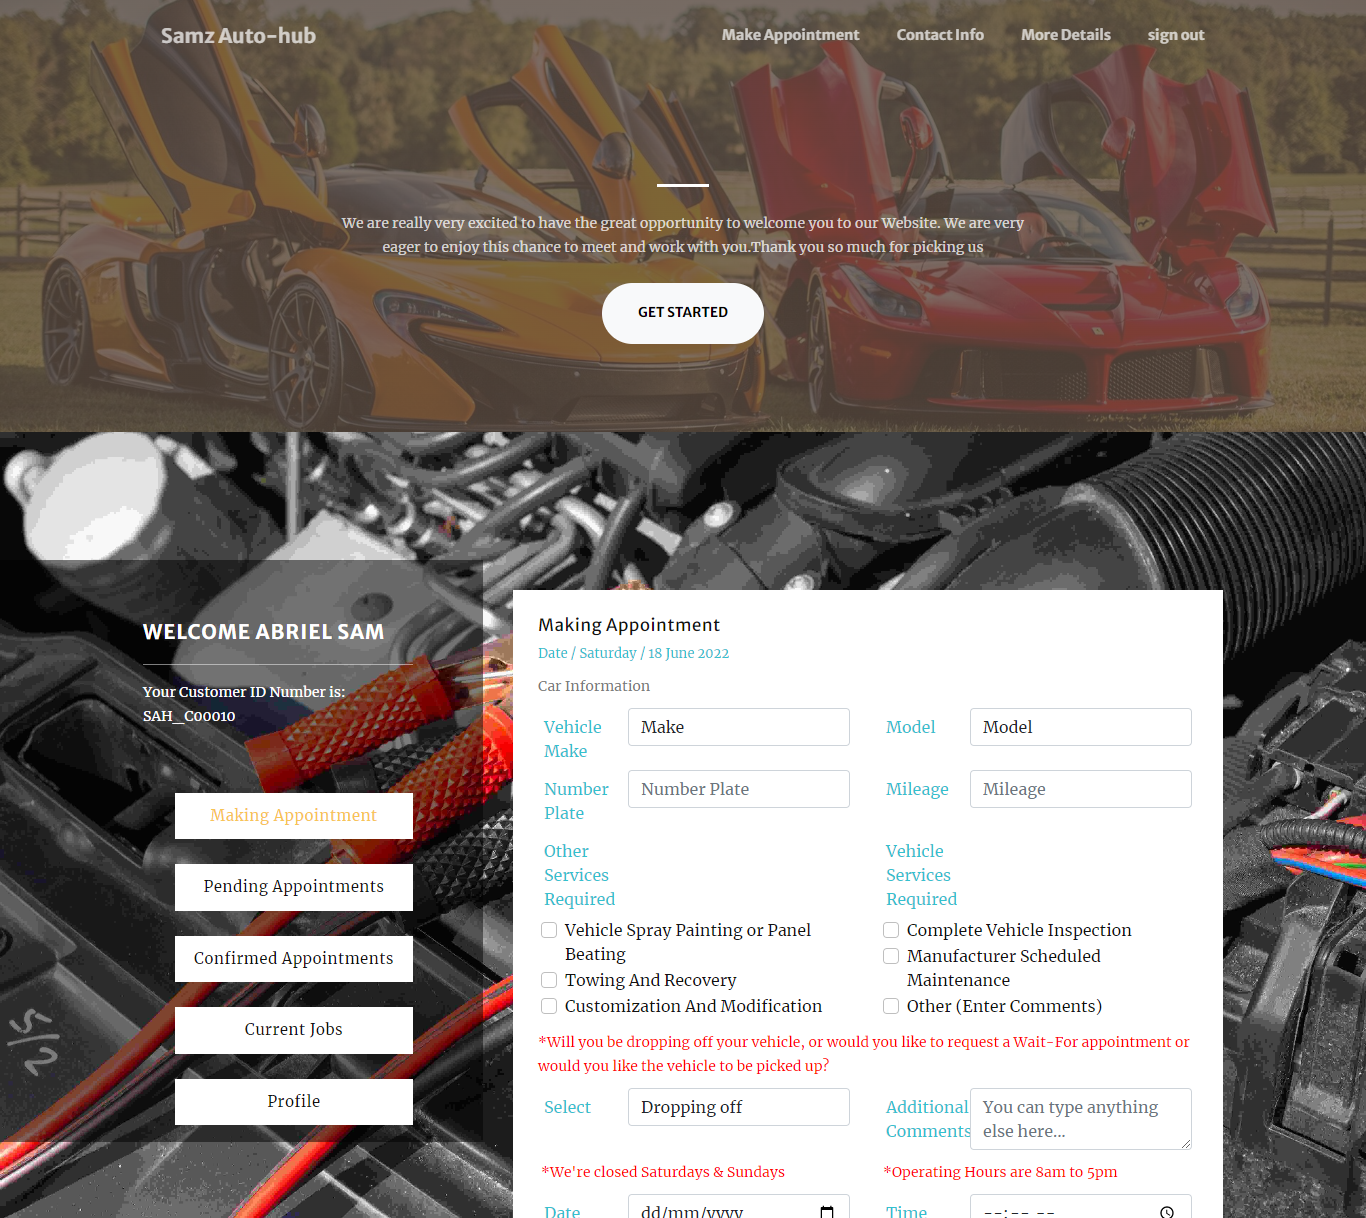 Samz Auto-hub
Make Appointment
Contact Info
More Details
sign out
We are really very excited to have the great opportunity to welcome you to our Website. We are very
eager to enjoy this chance to meet and work with you.Thank you so much for picking us
GET STARTED
WELCOME ABRIEL SAM
Your Customer ID Number is:
SAH_C00010
Making Appointment
Pending Appointments
Confirmed Appointments
Current Jobs
Profile
5/2
Making Appointment
Date / Saturday / 18 June 2022
Car Information
Vehicle
Make
Make
Model
Model
Number
Plate
Number Plate
Mileage
Mileage
Other
Services
Required
Vehicle
Services
Required
Vehicle Spray Painting or Panel
Beating
Towing And Recovery
Customization And Modification
Complete Vehicle Inspection
Manufacturer Scheduled
Maintenance
Other (Enter Comments)
*Will you be dropping off your vehicle, or would you like to request a Wait-For appointment or
would you like the vehicle to be picked up?
Select
Dropping off
Additional
Comments
You can type anything
else here...
*We're closed Saturdays & Sundays
*Operating Hours are 8am to 5pm
Date
dd/mm/yyyy
Time
--:-- --